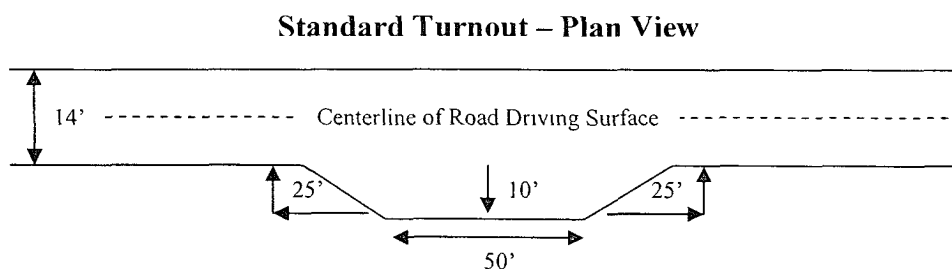 Standard Turnout – Plan View
14'
Centerline of Road Driving Surface
25'
10'
25'
50'